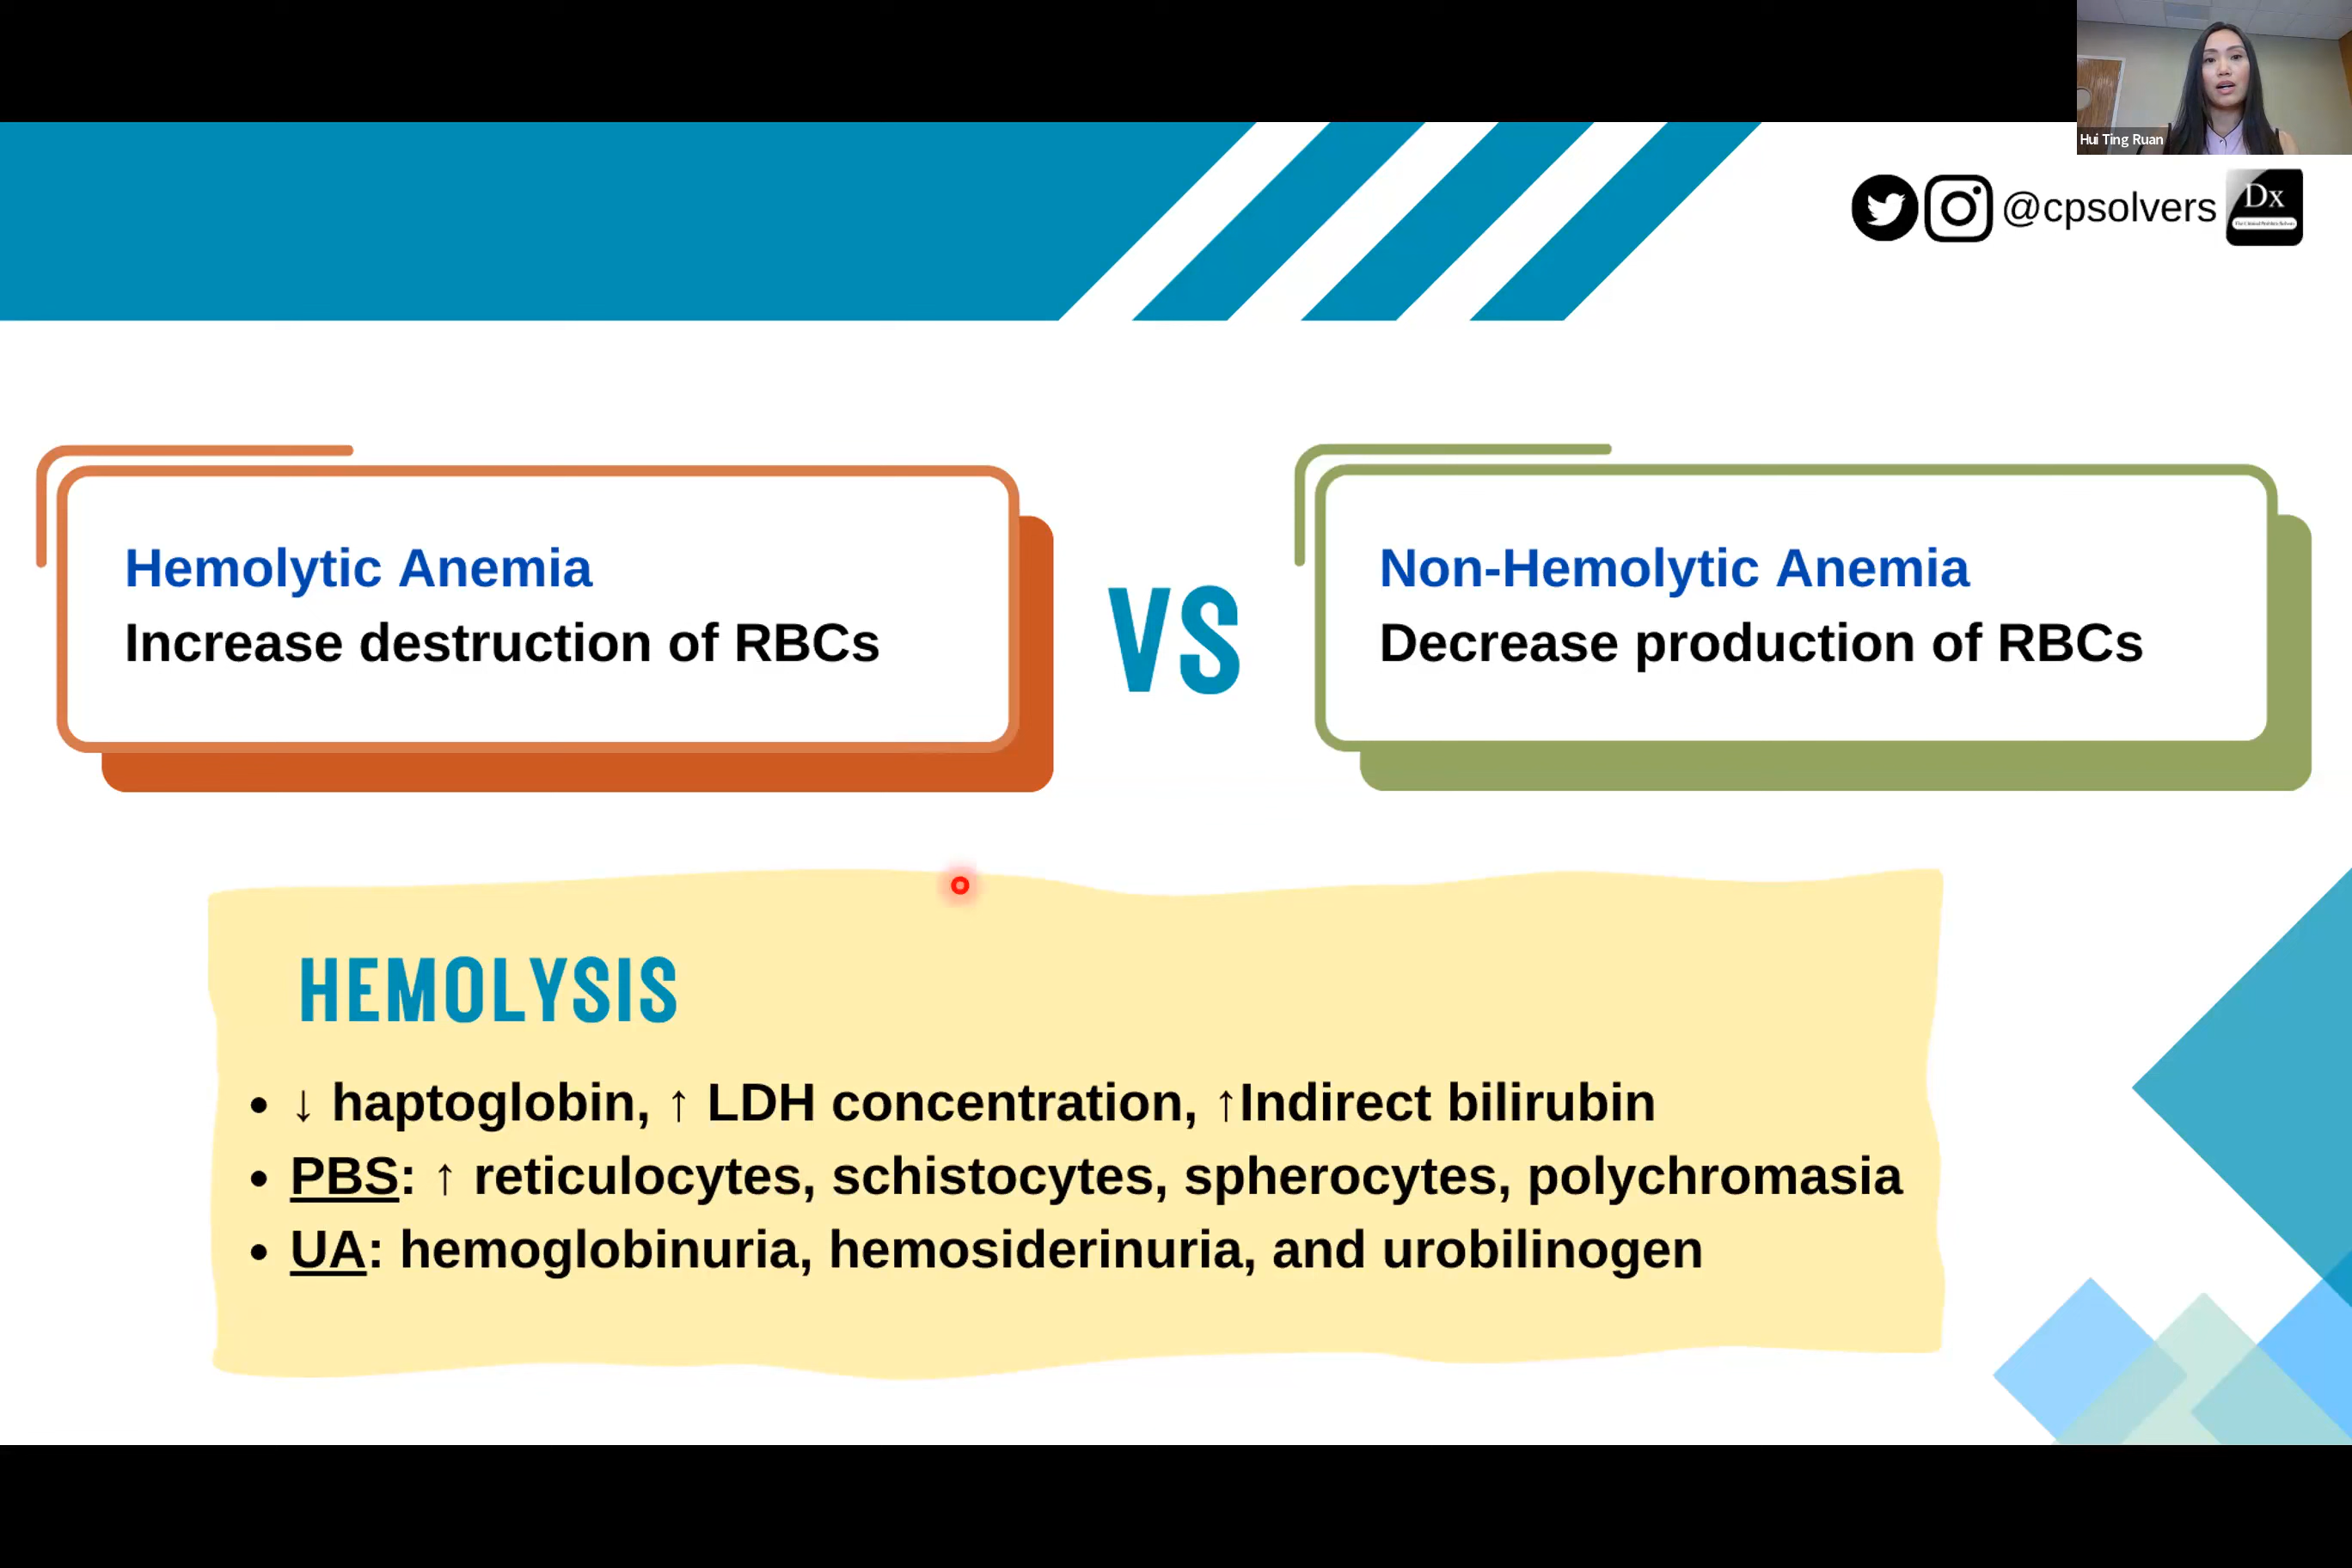 Hui Ting Ruan
@cpsolvers
Dx
Hemolytic Anemia
Increase destruction of RBCs
VS
Non-Hemolytic Anemia
Decrease production of RBCs
HEMOLYSIS
• ↓ haptoglobin, ↑ LDH concentration, ↑Indirect bilirubin
• PBS: ↑ reticulocytes, schistocytes, spherocytes, polychromasia
• UA: hemoglobinuria, hemosiderinuria, and urobilinogen